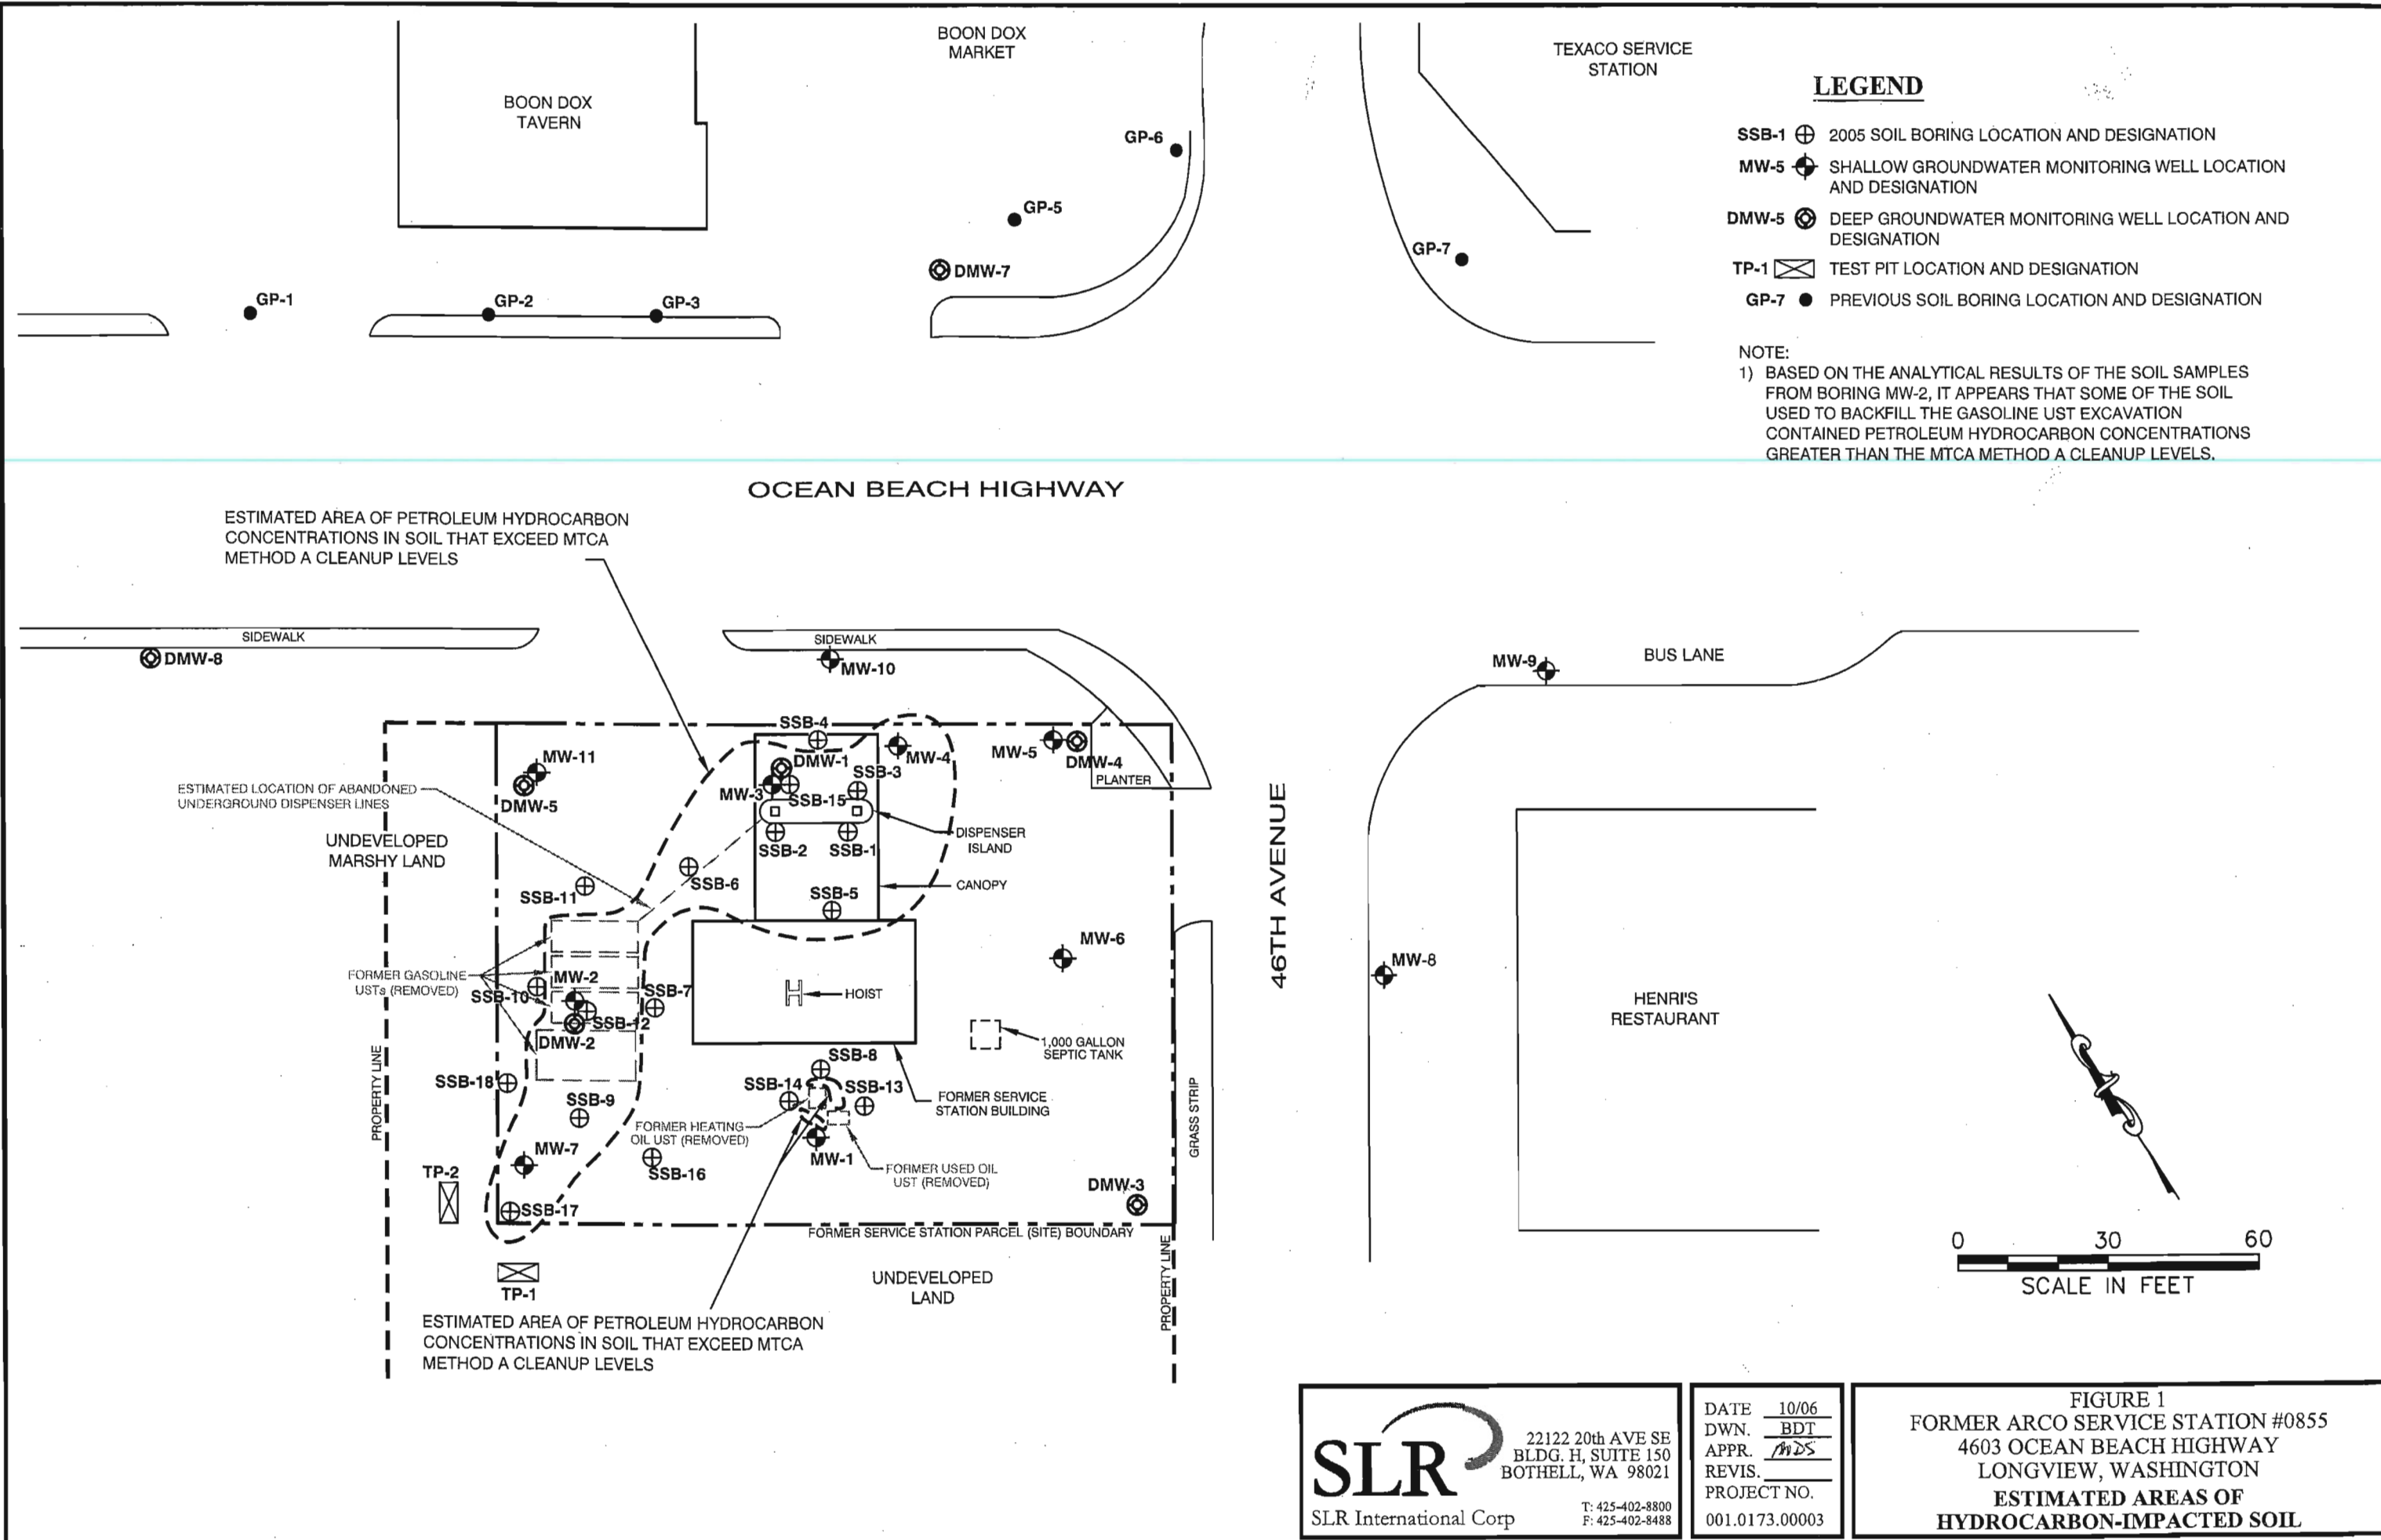 BOON DOX
TAVERN
BOON DOX
MARKET
TEXACO SERVICE
STATION
GP-6
GP-5
GP-7
DMW-7
GP-1
GP-2
GP-3
LEGEND
SSB-1 2005 SOIL BORING LOCATION AND DESIGNATION
MW-5 SHALLOW GROUNDWATER MONITORING WELL LOCATION
AND DESIGNATION
DMW-5 DEEP GROUNDWATER MONITORING WELL LOCATION AND
DESIGNATION
TP-1 TEST PIT LOCATION AND DESIGNATION
GP-7 PREVIOUS SOIL BORING LOCATION AND DESIGNATION
NOTE:
1) BASED ON THE ANALYTICAL RESULTS OF THE SOIL SAMPLES
FROM BORING MW-2, IT APPEARS THAT SOME OF THE SOIL
USED TO BACKFILL THE GASOLINE UST EXCAVATION
CONTAINED PETROLEUM HYDROCARBON CONCENTRATIONS
GREATER THAN THE MTCA METHOD A CLEANUP LEVELS.
OCEAN BEACH HIGHWAY
ESTIMATED AREA OF PETROLEUM HYDROCARBON
CONCENTRATIONS IN SOIL THAT EXCEED MTCA
METHOD A CLEANUP LEVELS
SIDEWALK
DMW-8
SIDEWALK
MW-10
MW-9
BUS LANE
SSB-4
MW-11
DMW-5
DMW-1
MW-4
MW-5
DMW-4
PLANTER
SSB-3
MW-3
SSB-15
ESTIMATED LOCATION OF ABANDONED
UNDERGROUND DISPENSER LINES
UNDEVELOPED
MARSHY LAND
SSB-2
SSB-1
DISPENSER
ISLAND
SSB-6
SSB-5
CANOPY
SSB-11
46TH AVENUE
MW-6
MW-8
FORMER GASOLINE
USTs (REMOVED)
MW-2
SSB-10
SSB-7
SSB-12
DMW-2
HOIST
1,000 GALLON
SEPTIC TANK
HENRI'S
RESTAURANT
PROPERTY LINE
SSB-18
SSB-9
SSB-8
SSB-14
SSB-13
FORMER SERVICE
STATION BUILDING
FORMER HEATING
OIL UST (REMOVED)
MW-7
SSB-16
MW-1
FORMER USED OIL
UST (REMOVED)
GRASS STRIP
TP-2
SSB-17
DMW-3
FORMER SERVICE STATION PARCEL (SITE) BOUNDARY
TP-1
UNDEVELOPED
LAND
PROPERTY LINE
ESTIMATED AREA OF PETROLEUM HYDROCARBON
CONCENTRATIONS IN SOIL THAT EXCEED MTCA
METHOD A CLEANUP LEVELS
0 30 60
SCALE IN FEET
SLR
SLR International Corp
22122 20th AVE SE
BLDG. H, SUITE 150
BOTHELL, WA 98021
T: 425-402-8800
F: 425-402-8488
DATE 10/06
DWN. BDT
APPR. MDS
REVIS.
PROJECT NO.
001.0173.00003
FIGURE 1
FORMER ARCO SERVICE STATION #0855
4603 OCEAN BEACH HIGHWAY
LONGVIEW, WASHINGTON
ESTIMATED AREAS OF
HYDROCARBON-IMPACTED SOIL